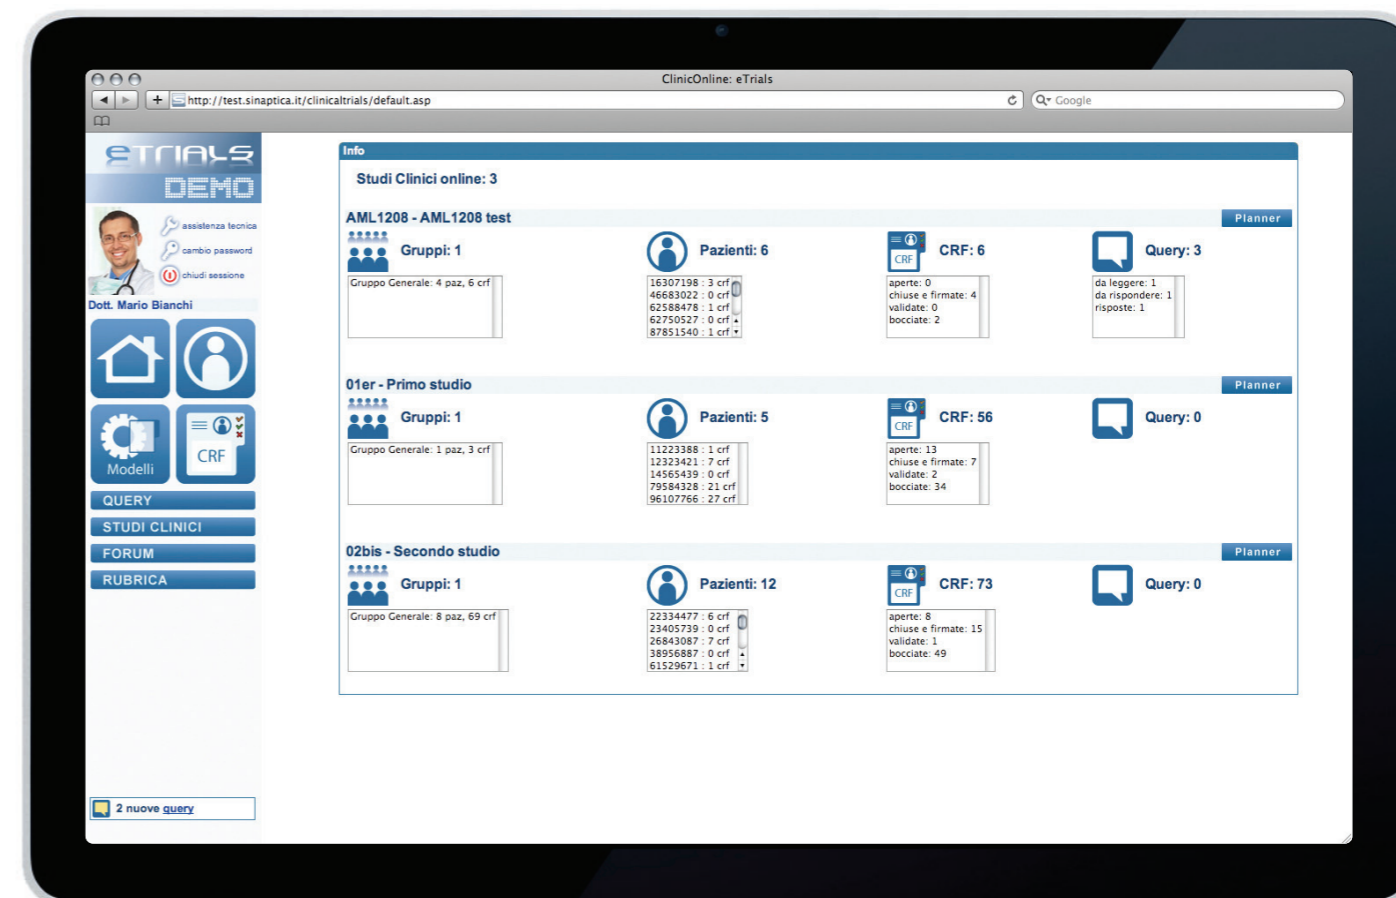 ClinicOnline: eTrials
http://test.sinaptica.it/clinicaltrials/default.asp
Google
eTRIALS
DEMO
assistenza tecnica
cambio password
chiudi sessione
Dott. Mario Bianchi
Modelli
CRF
QUERY
STUDI CLINICI
FORUM
RUBRICA
2 nuove query
Info
Studi Clinici online: 3
AML1208 - AML1208 test
Planner
Gruppi: 1
Gruppo Generale: 4 paz, 6 crf
Pazienti: 6
16307198 : 3 crf
46683022 : 0 crf
62588478 : 1 crf
62750527 : 0 crf
87851540 : 1 crf
CRF
CRF: 6
aperte: 0
chiuse e firmate: 4
validate: 0
bocciate: 2
Query: 3
da leggere: 1
da rispondere: 1
risposte: 1
01er - Primo studio
Planner
Gruppi: 1
Gruppo Generale: 1 paz, 3 crf
Pazienti: 5
11223388 : 1 crf
12323421 : 7 crf
14565439 : 0 crf
79584328 : 21 crf
96107766 : 27 crf
CRF
CRF: 56
aperte: 13
chiuse e firmate: 7
validate: 2
bocciate: 34
Query: 0
02bis - Secondo studio
Planner
Gruppi: 1
Gruppo Generale: 8 paz, 69 crf
Pazienti: 12
22334477 : 6 crf
23405739 : 0 crf
26843087 : 7 crf
38956887 : 0 crf
61529671 : 1 crf
CRF
CRF: 73
aperte: 8
chiuse e firmate: 15
validate: 1
bocciate: 49
Query: 0